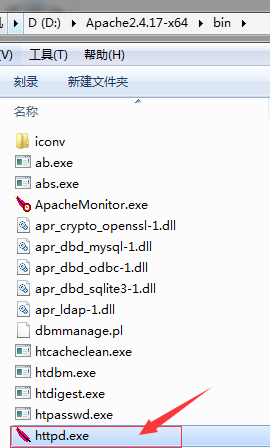 D (D:) Apache2.4.17-x64 bin
V) 工具(T) 帮助(H)
刻录 新建文件夹
名称
iconv
ab.exe
abs.exe
ApacheMonitor.exe
apr_crypto_openssl-1.dll
apr_dbd_mysql-1.dll
apr_dbd_odbc-1.dll
apr_dbd_sqlite3-1.dll
apr_ldap-1.dll
dbmmanage.pl
htcacheclean.exe
htdbm.exe
htdigest.exe
htpasswd.exe
httpd.exe